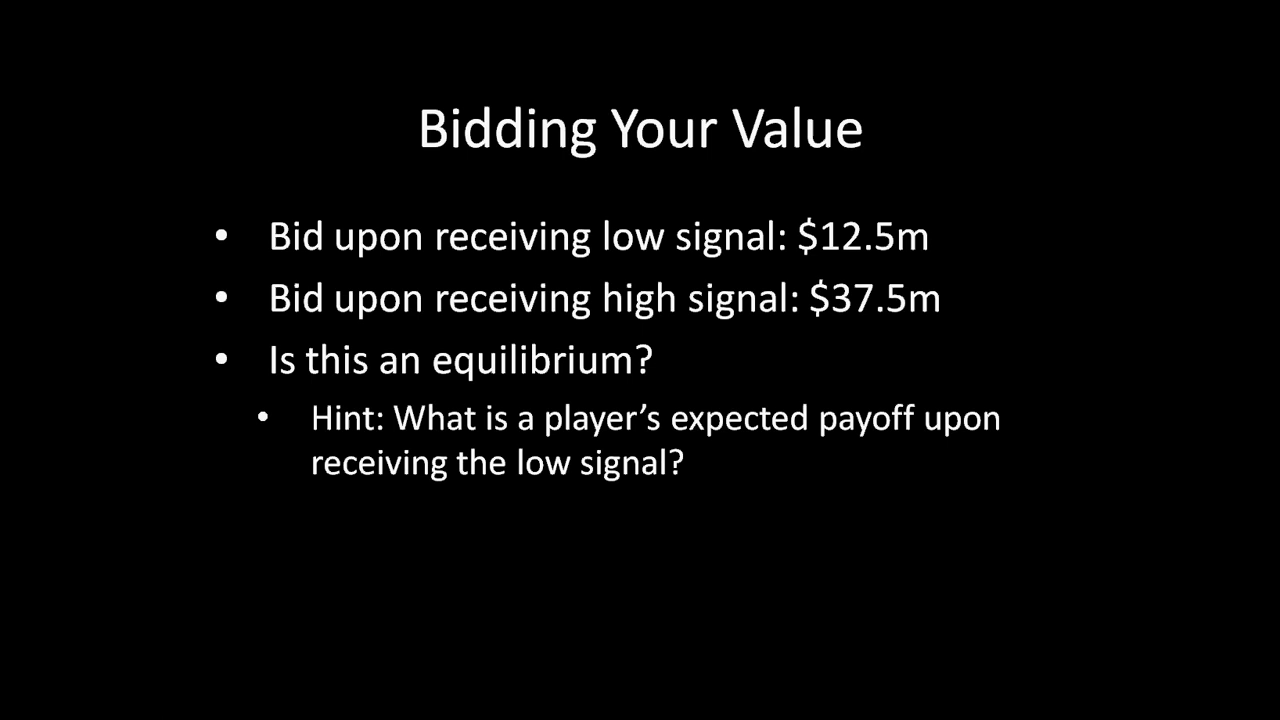 Bidding Your Value
• Bid upon receiving low signal: $12.5m
• Bid upon receiving high signal: $37.5m
• Is this an equilibrium?
• Hint: What is a player’s expected payoff upon
receiving the low signal?